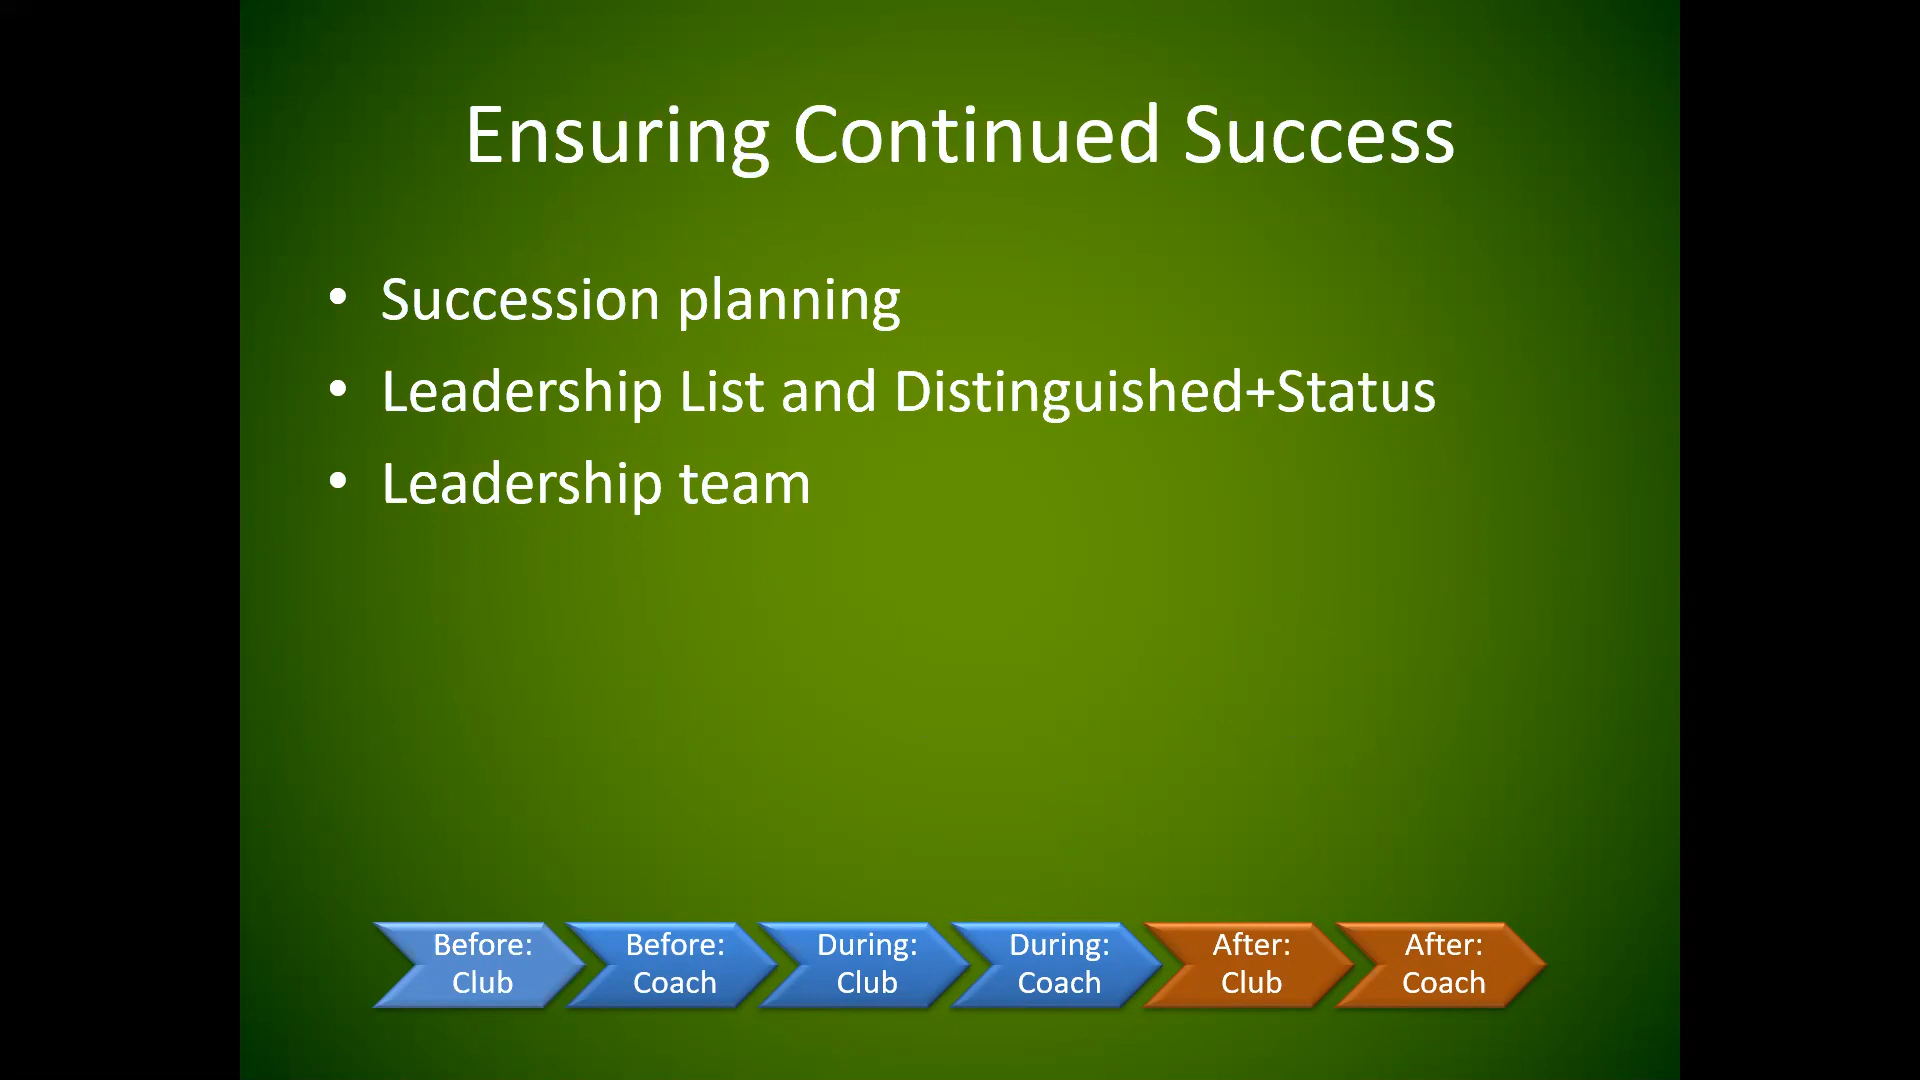 Ensuring Continued Success
• Succession planning
• Leadership List and Distinguished+Status
• Leadership team
Before:
Club
Before:
Coach
During:
Club
During:
Coach
After:
Club
After:
Coach